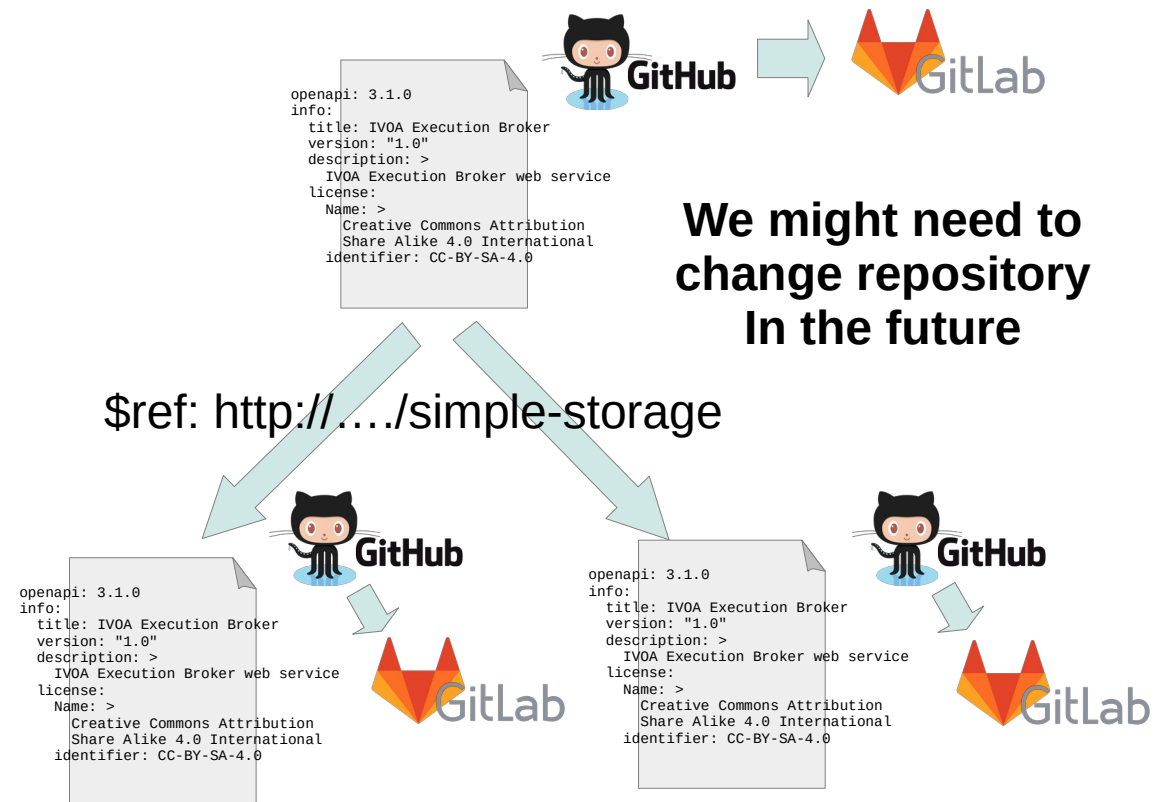 GitHub
GitLab
openapi: 3.1.0
info:
  title: IVOA Execution Broker
  version: "1.0"
  description: >
    IVOA Execution Broker web service
  license:
    Name: >
      Creative Commons Attribution
      Share Alike 4.0 International
    identifier: CC-BY-SA-4.0
We might need to
change repository
In the future
$ref: http://…./simple-storage
GitHub
GitLab
openapi: 3.1.0
info:
  title: IVOA Execution Broker
  version: "1.0"
  description: >
    IVOA Execution Broker web service
  license:
    Name: >
      Creative Commons Attribution
      Share Alike 4.0 International
    identifier: CC-BY-SA-4.0
GitHub
GitLab
openapi: 3.1.0
info:
  title: IVOA Execution Broker
  version: "1.0"
  description: >
    IVOA Execution Broker web service
  license:
    Name: >
      Creative Commons Attribution
      Share Alike 4.0 International
    identifier: CC-BY-SA-4.0